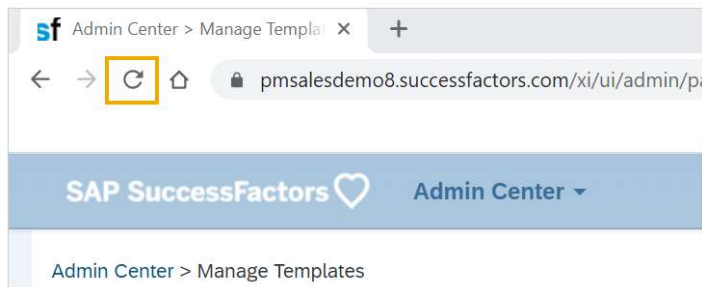 sf Admin Center > Manage Templa
pmsalesdemo8.successfactors.com/xi/ui/admin/pa
SAP SuccessFactors Admin Center
Admin Center > Manage Templates